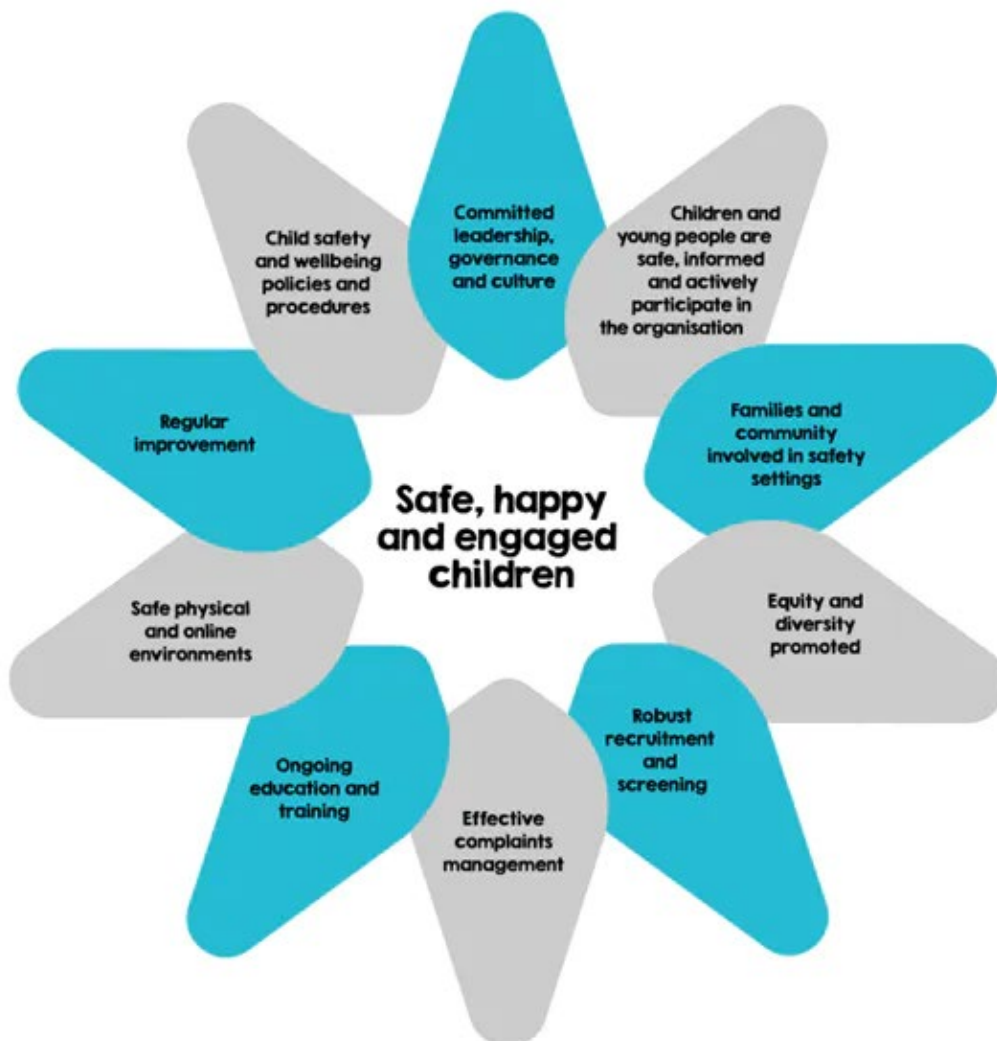 Committed
leadership,
governance
and culture
Children and
young people are
safe, informed
and actively
participate in
the organisation
Families and
community
involved in safety
settings
Equity and
diversity
promoted
Robust
recruitment
and
screening
Effective
complaints
management
Ongoing
education and
training
Safe physical
and online
environments
Regular
improvement
Child safety
and wellbeing
policies and
procedures
Safe, happy
and engaged
children